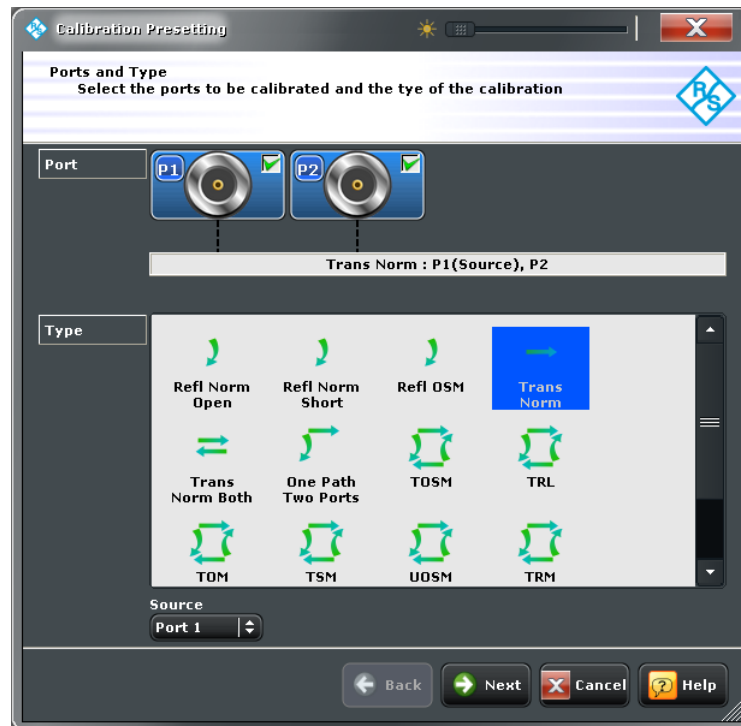 Calibration Presetting
X
Ports and Type
Select the ports to be calibrated and the tye of the calibration
R&S
Port
P1
P2
Trans Norm : P1(Source), P2
Type
Refl Norm Open
Refl Norm Short
Refl OSM
Trans Norm
Trans Norm Both
One Path Two Ports
TOSM
TRL
TOM
TSM
UOSM
TRM
Source
Port 1
Back
Next
X Cancel
? Help